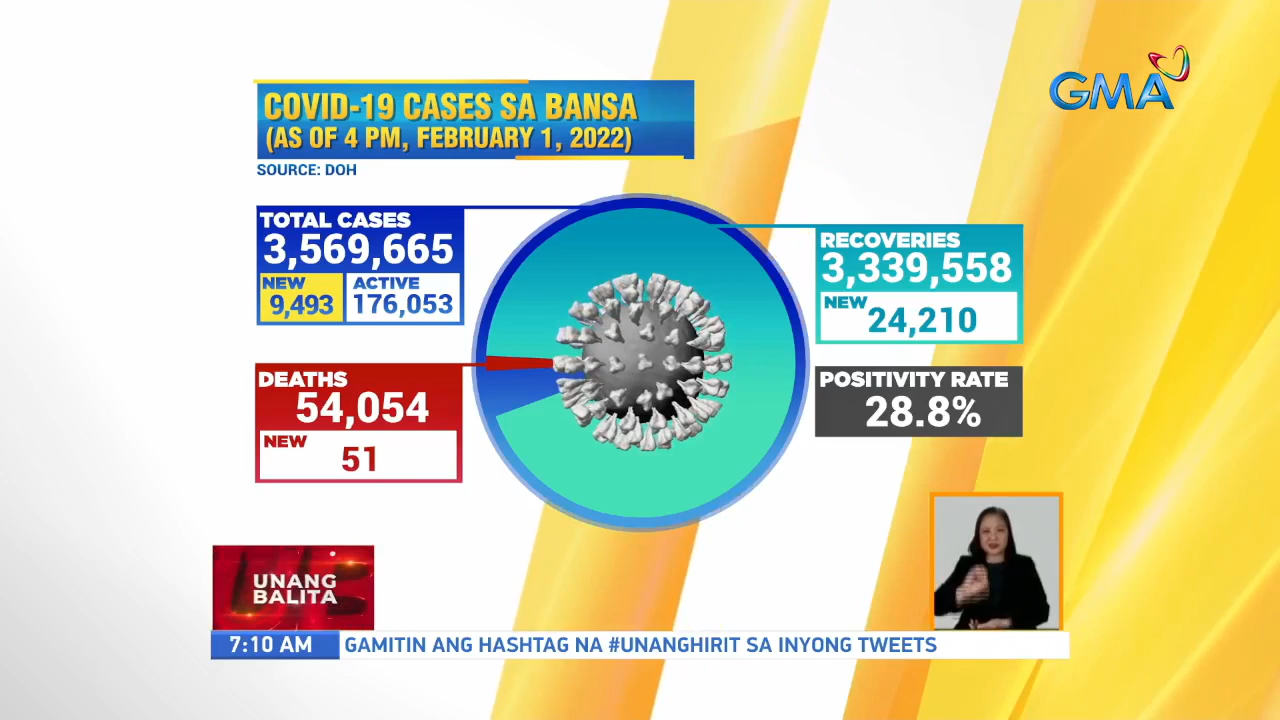 GMA
COVID-19 CASES SA BANSA
(AS OF 4 PM, FEBRUARY 1, 2022)
SOURCE: DOH
TOTAL CASES
3,569,665
NEW
9,493
ACTIVE
176,053
RECOVERIES
3,339,558
NEW
24,210
DEATHS
54,054
NEW
51
POSITIVITY RATE
28.8%
UNANG
BALITA
7:10 AM
GAMITIN ANG HASHTAG NA #UNANGHIRIT SA INYONG TWEETS